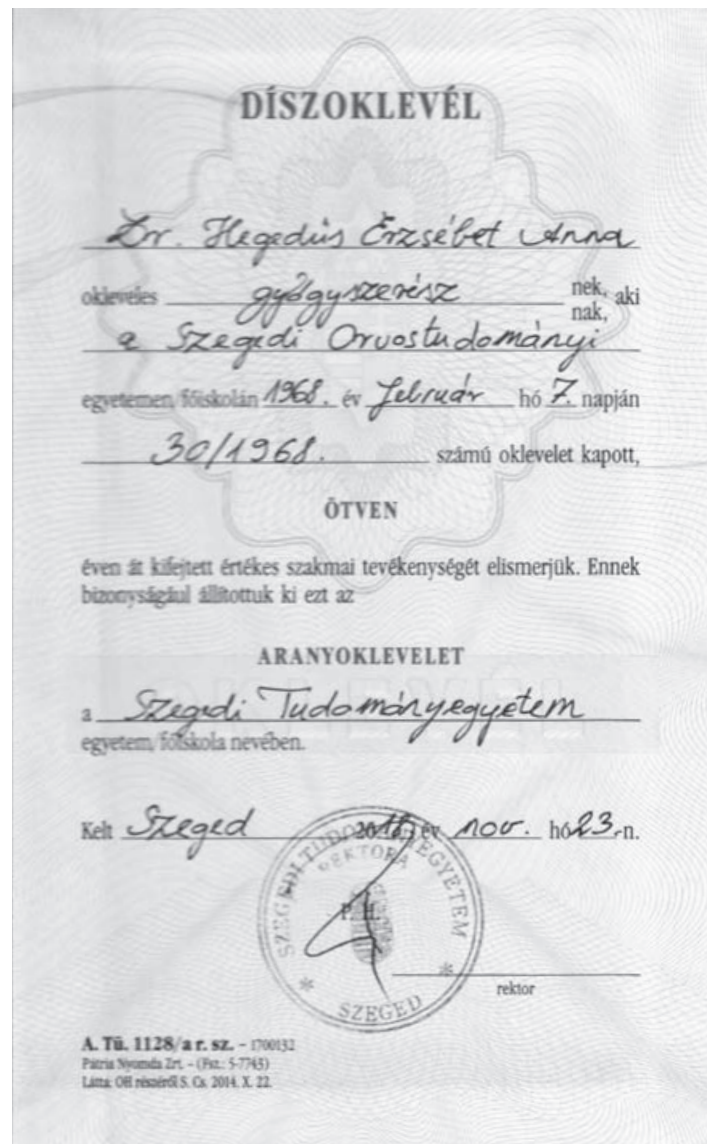 DÍSZOKLEVÉL
Dr. Hegedüs Erzsébet Anna
okleveles gyógyszerész nek, nak, aki
a Szegedi Orvostudományi
egyetemen/főiskolán 1968. év február hó 7. napján
30/1968. számú oklevelet kapott,
ÖTVEN
éven át kifejtett értékes szakmai tevékenységét elismerjük. Ennek
bizonyságául állítottuk ki ezt az
ARANYOKLEVELET
a Szegedi Tudományegyetem
egyetem/főiskola nevében.
Kelt Szeged 2018 év nov. hó 23-n.
SZEGEDI TUDOMÁNYEGYETEM
REKTORA
P. H.
SZEGED
rektor
A. Tü. 1128/a r. sz. – 1700132
Pátria Nyomda Zrt. – (Fsz.: 5-7743)
Látta: OH részéről S. Cs. 2014. X. 22.